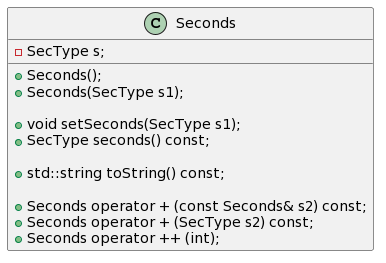 C Seconds
SecType s;
Seconds();
Seconds(SecType s1);
void setSeconds(SecType s1);
SecType seconds() const;
std::string toString() const;
Seconds operator + (const Seconds& s2) const;
Seconds operator + (SecType s2) const;
Seconds operator ++ (int);